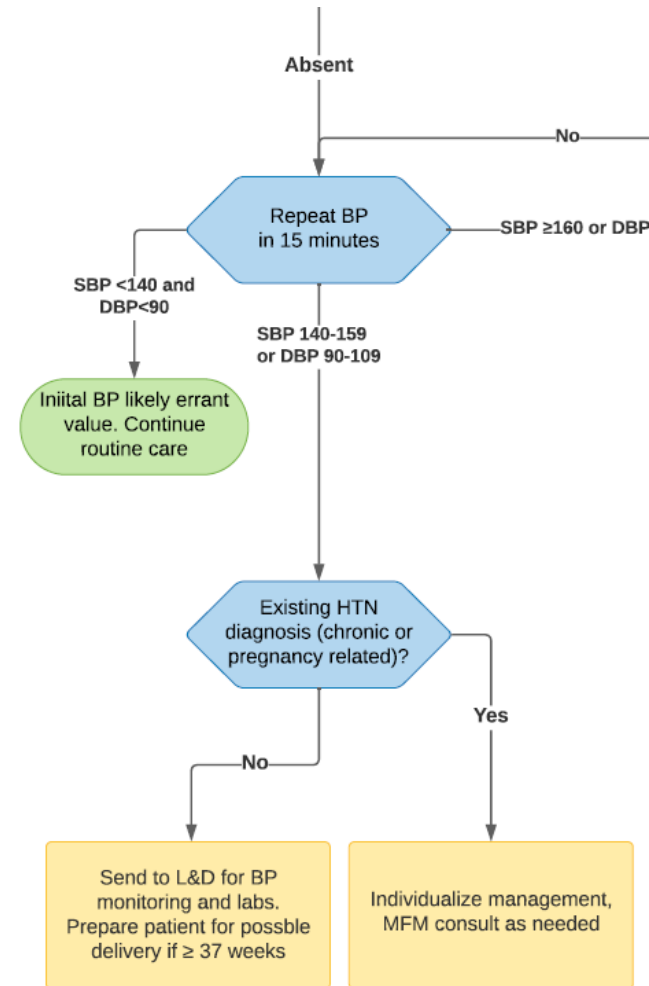 Absent
No
Repeat BP
in 15 minutes
SBP ≥160 or DBP
SBP <140 and
DBP<90
SBP 140-159
or DBP 90-109
Iniital BP likely errant
value. Continue
routine care
Existing HTN
diagnosis (chronic or
pregnancy related)?
Yes
No
Send to L&D for BP
monitoring and labs.
Prepare patient for possble
delivery if ≥ 37 weeks
Individualize management,
MFM consult as needed